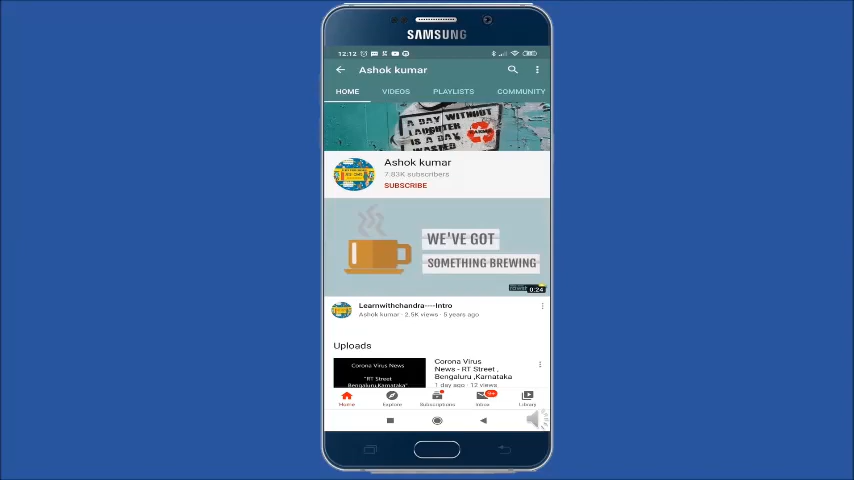 SAMSUNG
12:12
Ashok kumar
HOME VIDEOS PLAYLISTS COMMUNITY
A DAY WITHOUT
LAUGHTER
IS A DAY
WASTED
Ashok kumar
7.83K subscribers
SUBSCRIBE
WE'VE GOT
SOMETHING BREWING
0:24
Learnwithchandra----Intro
Ashok kumar · 2.5K views · 5 years ago
Uploads
Corona Virus News
"RT Street
Bengaluru,Karnataka"
Corona Virus
News - RT Street ,
Bengaluru ,Karnataka
1 day ago · 12 views
Home Explore Subscriptions Inbox Library